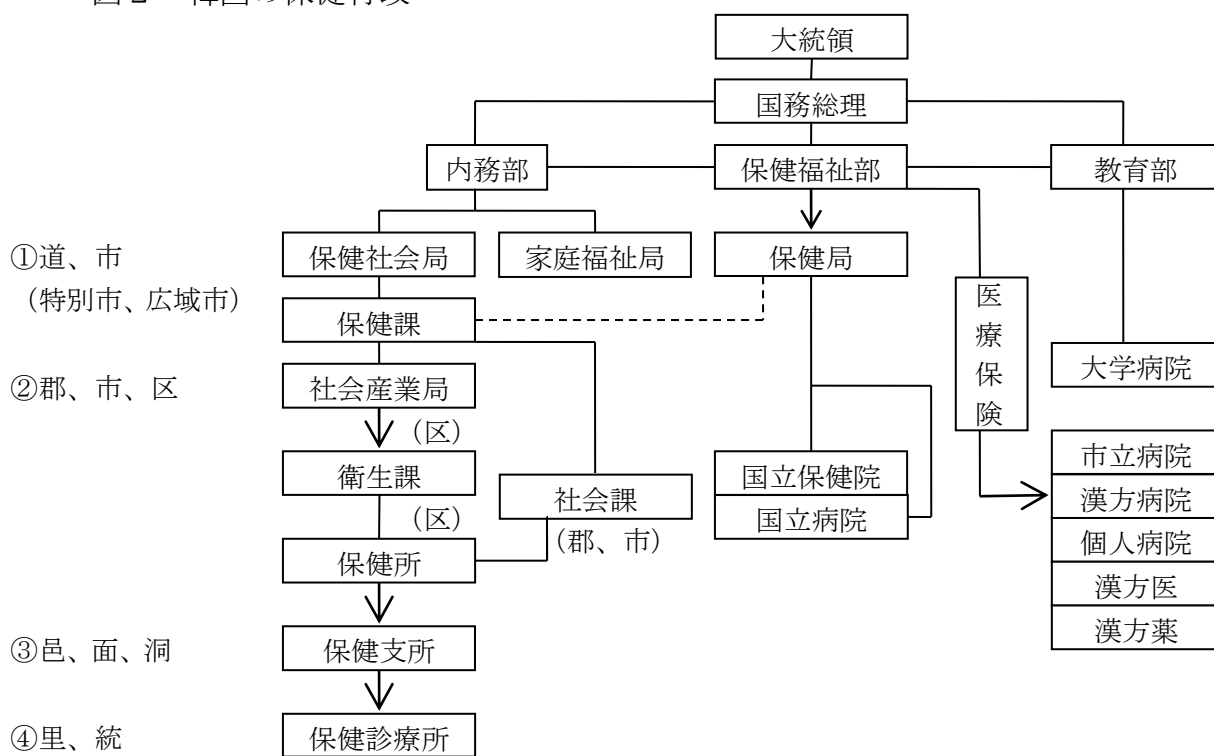 図2 韓国の保健行政
大統領
国務総理
内務部
保健福祉部
教育部
①道、市
(特別市、広域市)
保健社会局
家庭福祉局
保健局
医療保険
保健課
大学病院
②郡、市、区
社会産業局
(区)
市立病院
衛生課
国立保健院
漢方病院
社会課
国立病院
(区)
(郡、市)
個人病院
保健所
漢方医
漢方薬
③邑、面、洞
保健支所
④里、統
保健診療所